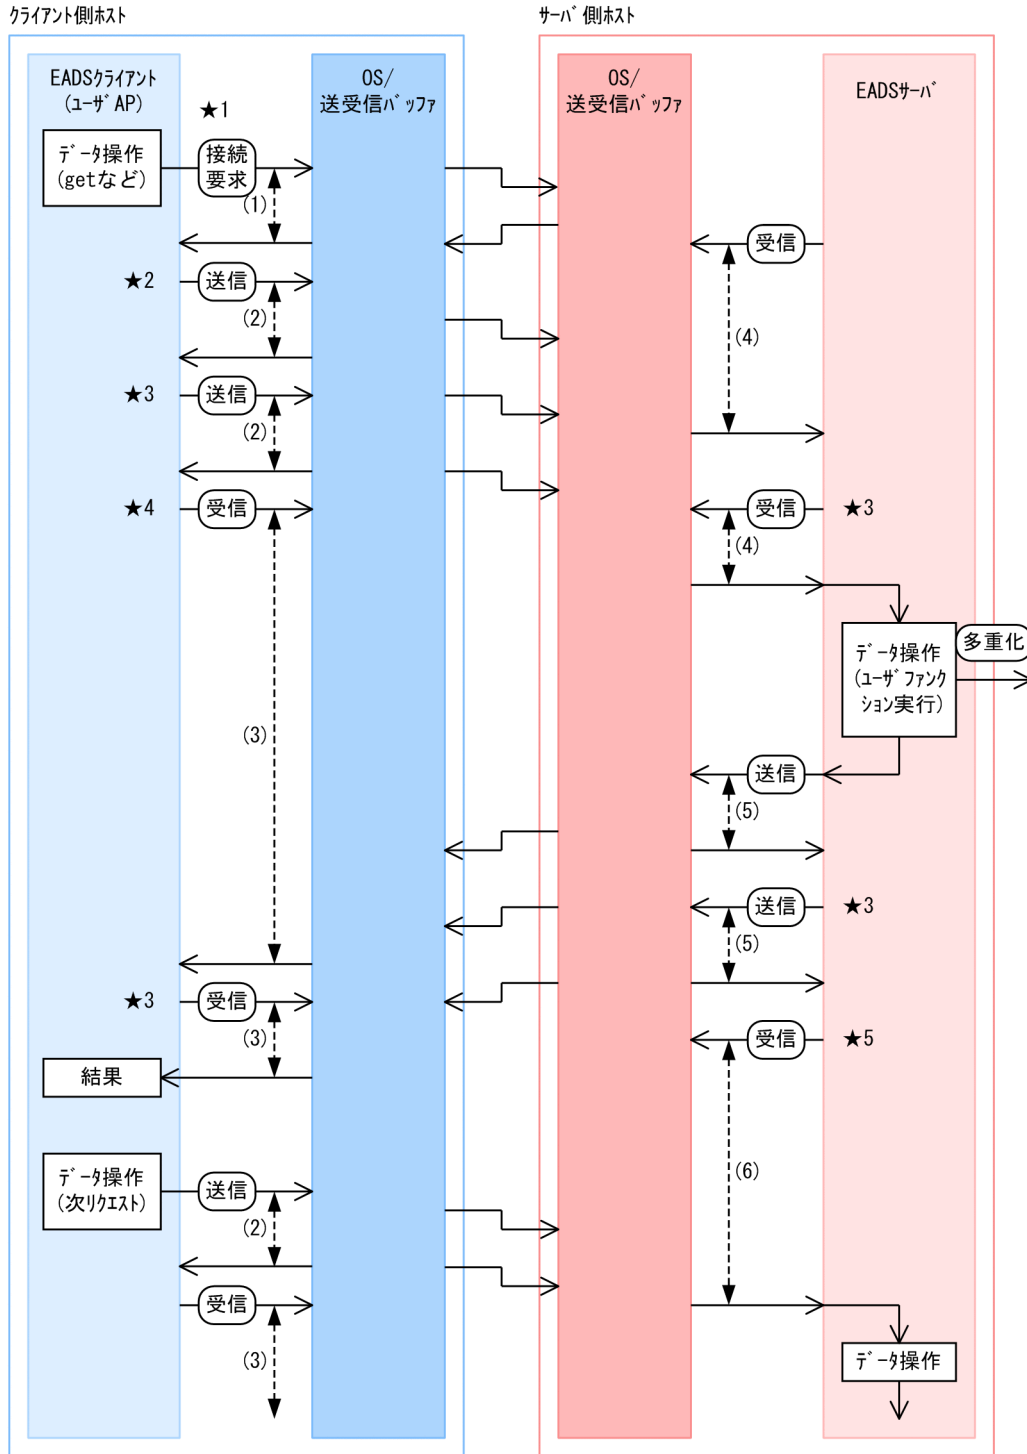 クライアント側ホスト
サーバ側ホスト
EADSクライアント
(ユーザAP)
OS/
送受信バッファ
OS/
送受信バッファ
EADSサーバ
★1
データ操作
(getなど)
接続
要求
(1)
受信
★2
送信
(2)
(4)
★3
送信
(2)
★4
受信
受信
★3
(4)
多重化
データ操作
(ユーザファンク
ション実行)
(3)
送信
(5)
送信
★3
(5)
★3
受信
(3)
受信
★5
結果
データ操作
(次リクエスト)
送信
(2)
(6)
受信
(3)
データ操作